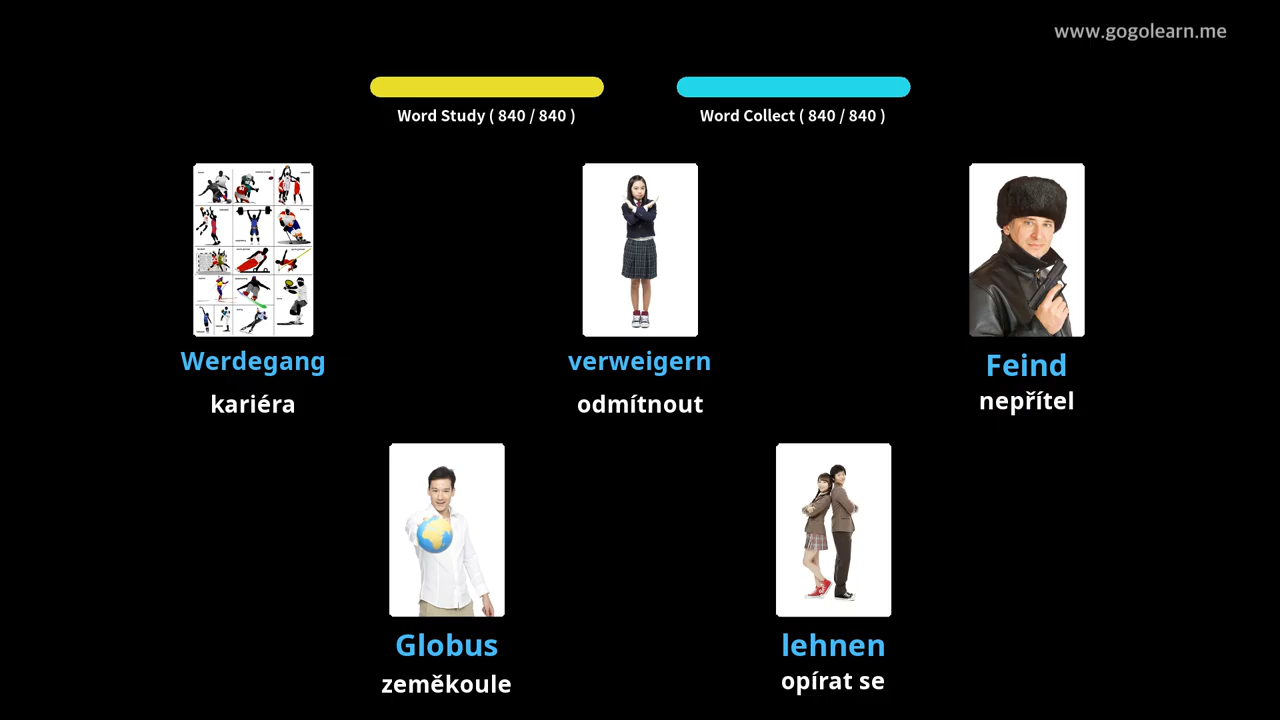 www.gogolearn.me
Word Study ( 840 / 840 )
Word Collect ( 840 / 840 )
Werdegang
kariéra
verweigern
odmítnout
Feind
nepřítel
Globus
zeměkoule
lehnen
opírat se